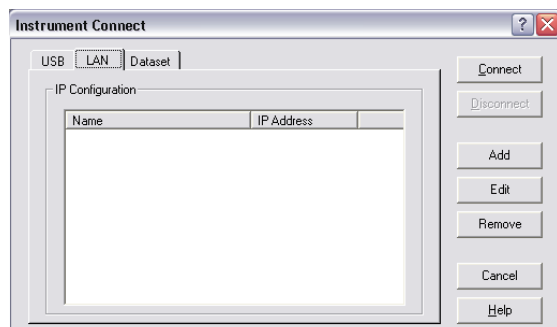 Instrument Connect
USB LAN Dataset
IP Configuration
Name IP Address
Connect
Disconnect
Add
Edit
Remove
Cancel
Help